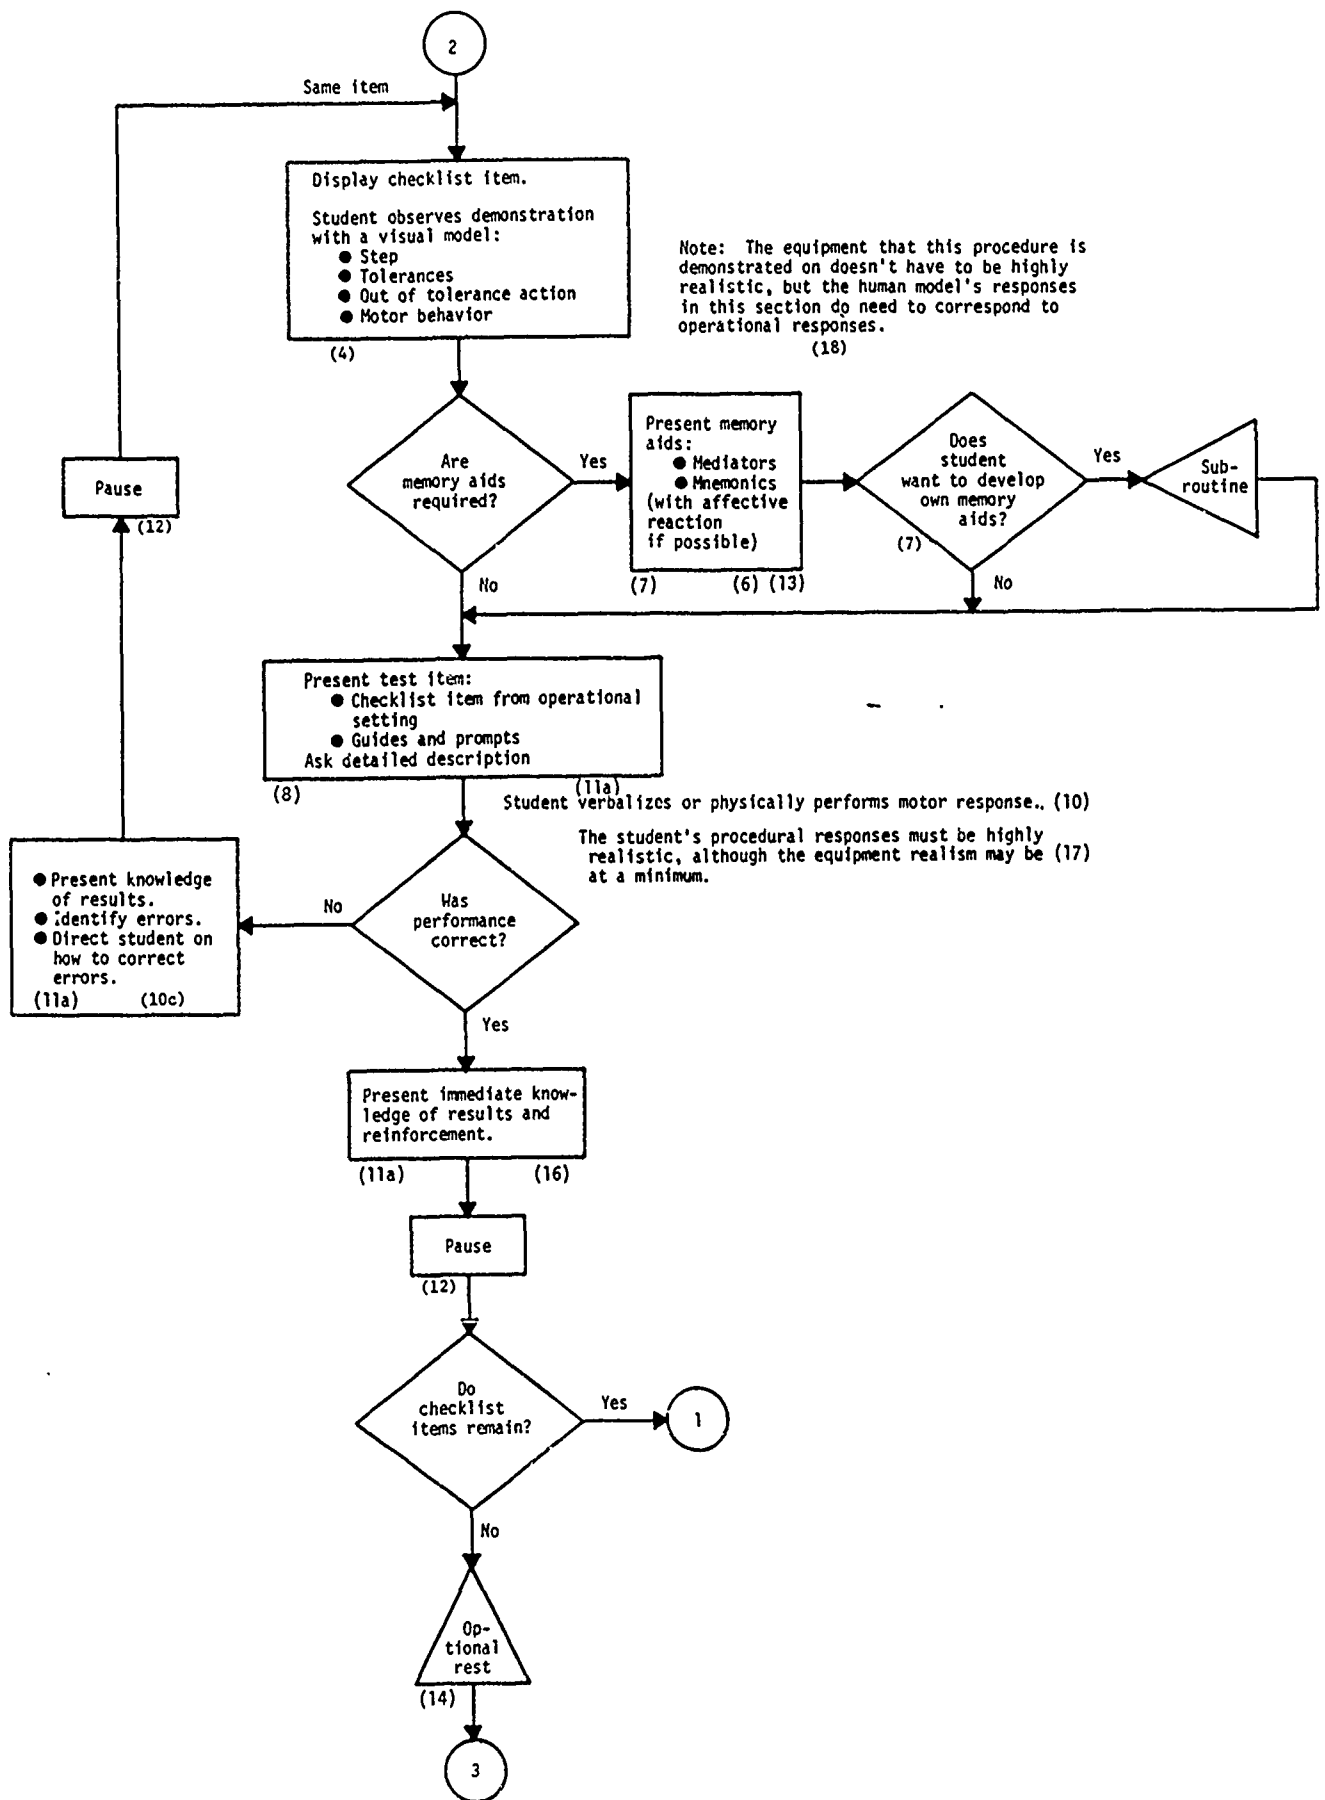 2
Same item
Display checklist item.
Student observes demonstration
with a visual model:
● Step
● Tolerances
● Out of tolerance action
● Motor behavior
(4)
Note: The equipment that this procedure is
demonstrated on doesn't have to be highly
realistic, but the human model's responses
in this section do need to correspond to
operational responses.
(18)
Are
memory aids
required?
Yes
No
Present memory
aids:
● Mediators
● Mnemonics
(with affective
reaction
if possible)
(7) (6) (13)
Does
student
want to develop
own memory
aids?
(7)
Yes
No
Sub-
routine
Pause
(12)
Present test item:
● Checklist item from operational
setting
● Guides and prompts
Ask detailed description
(8) (11a)
Student verbalizes or physically performs motor response.. (10)
The student's procedural responses must be highly
realistic, although the equipment realism may be (17)
at a minimum.
Was
performance
correct?
No
● Present knowledge
of results.
● Identify errors.
● Direct student on
how to correct
errors.
(11a) (10c)
Yes
Present immediate know-
ledge of results and
reinforcement.
(11a) (16)
Pause
(12)
Do
checklist
items remain?
Yes
1
No
Op-
tional
rest
(14)
3